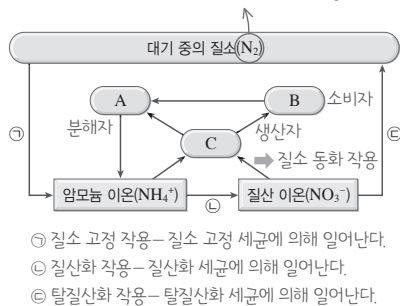 대기 중의 질소(N₂)
A
B
소비자
분해자
생산자
㉠
C
㉢
➡ 질소 동화 작용
암모늄 이온(NH₄⁺)
㉡
질산 이온(NO₃⁻)
㉠ 질소 고정 작용－질소 고정 세균에 의해 일어난다.
㉡ 질산화 작용－질산화 세균에 의해 일어난다.
㉢ 탈질산화 작용－탈질산화 세균에 의해 일어난다.